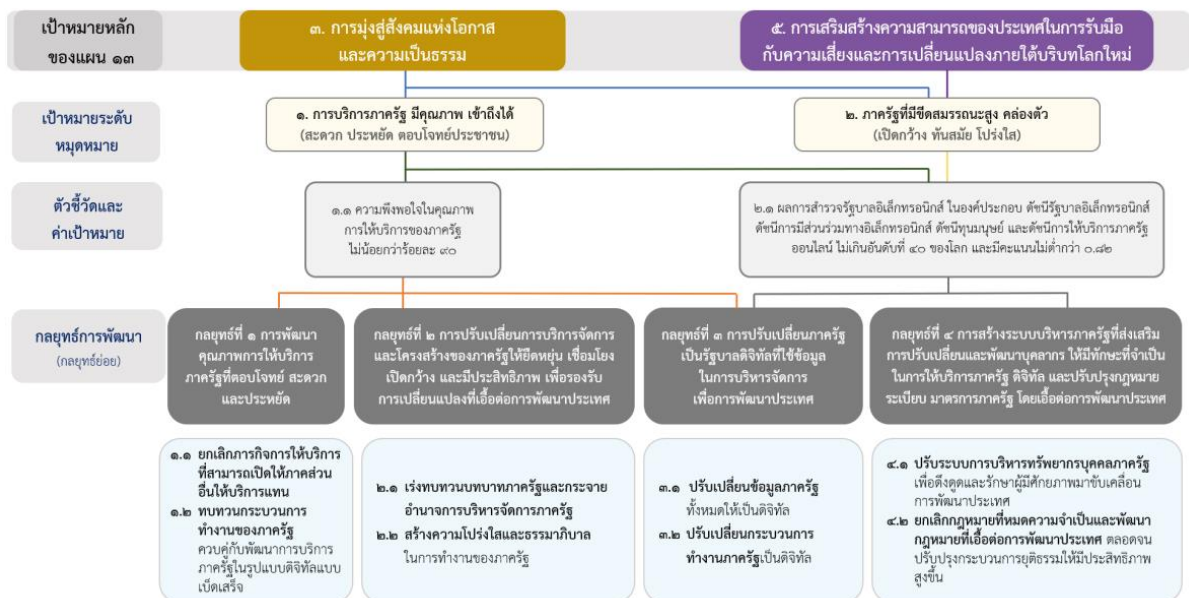 เป้าหมายหลัก
ของแผน ๑๓
๓. การมุ่งสู่สังคมแห่งโอกาส
และความเป็นธรรม
๕. การเสริมสร้างความสามารถของประเทศในการรับมือ
กับความเสี่ยงและการเปลี่ยนแปลงภายใต้บริบทโลกใหม่
เป้าหมายระดับ
หมุดหมาย
๑. การบริการภาครัฐ มีคุณภาพ เข้าถึงได้
(สะดวก ประหยัด ตอบโจทย์ประชาชน)
๒. ภาครัฐที่มีขีดสมรรถนะสูง คล่องตัว
(เปิดกว้าง ทันสมัย โปร่งใส)
ตัวชี้วัดและ
ค่าเป้าหมาย
๑.๑ ความพึงพอใจในคุณภาพ
การให้บริการของภาครัฐ
ไม่น้อยกว่าร้อยละ ๙๐
๒.๑ ผลการสำรวจรัฐบาลอิเล็กทรอนิกส์ ในองค์ประกอบ ดัชนีรัฐบาลอิเล็กทรอนิกส์
ดัชนีการมีส่วนร่วมทางอิเล็กทรอนิกส์ ดัชนีทุนมนุษย์ และดัชนีการให้บริการภาครัฐ
ออนไลน์ ไม่เกินอันดับที่ ๔๐ ของโลก และมีคะแนนไม่ต่ำกว่า ๐.๘๒
กลยุทธ์การพัฒนา
(กลยุทธ์ย่อย)
กลยุทธ์ที่ ๑ การพัฒนา
คุณภาพการให้บริการ
ภาครัฐที่ตอบโจทย์ สะดวก
และประหยัด
กลยุทธ์ที่ ๒ การปรับเปลี่ยนการบริหารจัดการ
และโครงสร้างของภาครัฐให้ยืดหยุ่น เชื่อมโยง
เปิดกว้าง และมีประสิทธิภาพ เพื่อรองรับ
การเปลี่ยนแปลงที่เอื้อต่อการพัฒนาประเทศ
กลยุทธ์ที่ ๓ การปรับเปลี่ยนภาครัฐ
เป็นรัฐบาลดิจิทัลที่ใช้ข้อมูล
ในการบริหารจัดการ
เพื่อการพัฒนาประเทศ
กลยุทธ์ที่ ๔ การสร้างระบบบริหารภาครัฐที่ส่งเสริม
การปรับเปลี่ยนและพัฒนาบุคลากร ให้มีทักษะที่จำเป็น
ในการให้บริการภาครัฐ ดิจิทัล และปรับปรุงกฎหมาย
ระเบียบ มาตรการภาครัฐ โดยเอื้อต่อการพัฒนาประเทศ
๑.๑ ยกเลิกภารกิจการให้บริการ
ที่สามารถเปิดให้ภาคส่วน
อื่นให้บริการแทน
๑.๒ ทบทวนกระบวนการ
ทำงานของภาครัฐ
ควบคู่กับพัฒนาการบริการ
ภาครัฐในรูปแบบดิจิทัลแบบ
เบ็ดเสร็จ
๒.๑ เร่งทบทวนบทบาทภาครัฐและกระจาย
อำนาจการบริหารจัดการภาครัฐ
๒.๒ สร้างความโปร่งใสและธรรมาภิบาล
ในการทำงานของภาครัฐ
๓.๑ ปรับเปลี่ยนข้อมูลภาครัฐ
ทั้งหมดให้เป็นดิจิทัล
๓.๒ ปรับเปลี่ยนกระบวนการ
ทำงานภาครัฐเป็นดิจิทัล
๔.๑ ปรับระบบการบริหารทรัพยากรบุคคลภาครัฐ
เพื่อดึงดูดและรักษาผู้มีศักยภาพมาขับเคลื่อน
การพัฒนาประเทศ
๔.๒ ยกเลิกกฎหมายที่หมดความจำเป็นและพัฒนา
กฎหมายที่เอื้อต่อการพัฒนาประเทศ ตลอดจน
ปรับปรุงกระบวนการยุติธรรมให้มีประสิทธิภาพ
สูงขึ้น